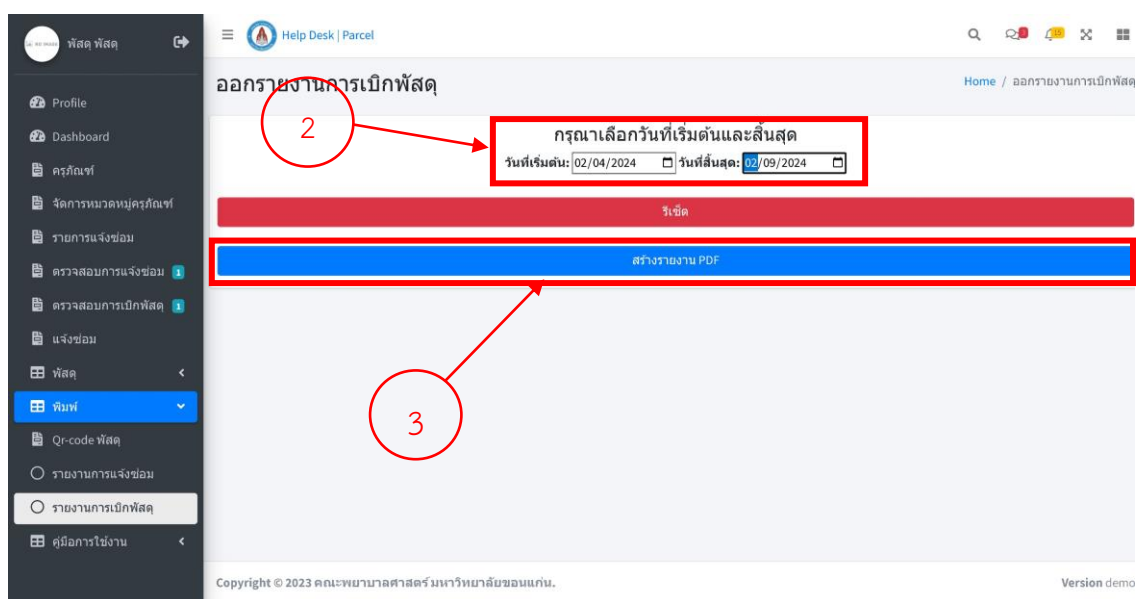 พัสดุ พัสดุ
Help Desk | Parcel
ออกรายงานการเบิกพัสดุ
Home / ออกรายงานการเบิกพัสดุ
Profile
Dashboard
ครุภัณฑ์
จัดการหมวดหมู่ครุภัณฑ์
รายการแจ้งซ่อม
ตรวจสอบการแจ้งซ่อม 1
ตรวจสอบการเบิกพัสดุ 1
แจ้งซ่อม
พัสดุ
พิมพ์
Qr-code พัสดุ
รายงานการแจ้งซ่อม
รายงานการเบิกพัสดุ
คู่มือการใช้งาน
2
กรุณาเลือกวันที่เริ่มต้นและสิ้นสุด
วันที่เริ่มต้น: 02/04/2024 วันที่สิ้นสุด: 02/09/2024
รีเซ็ต
สร้างรายงาน PDF
3
Copyright © 2023 คณะพยาบาลศาสตร์ มหาวิทยาลัยขอนแก่น.
Version demo